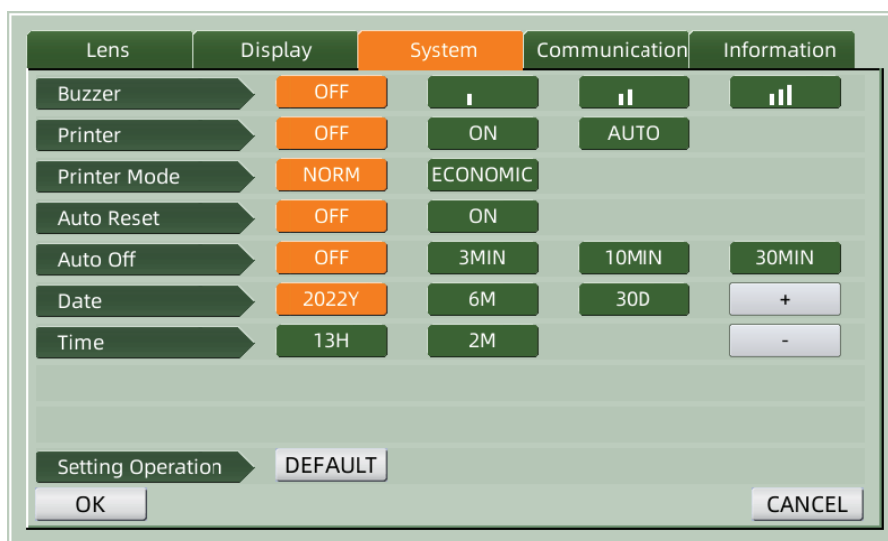 Lens Display System Communication Information
Buzzer OFF
Printer OFF ON AUTO
Printer Mode NORM ECONOMIC
Auto Reset OFF ON
Auto Off OFF 3MIN 10MIN 30MIN
Date 2022Y 6M 30D +
Time 13H 2M -
Setting Operation DEFAULT
OK CANCEL